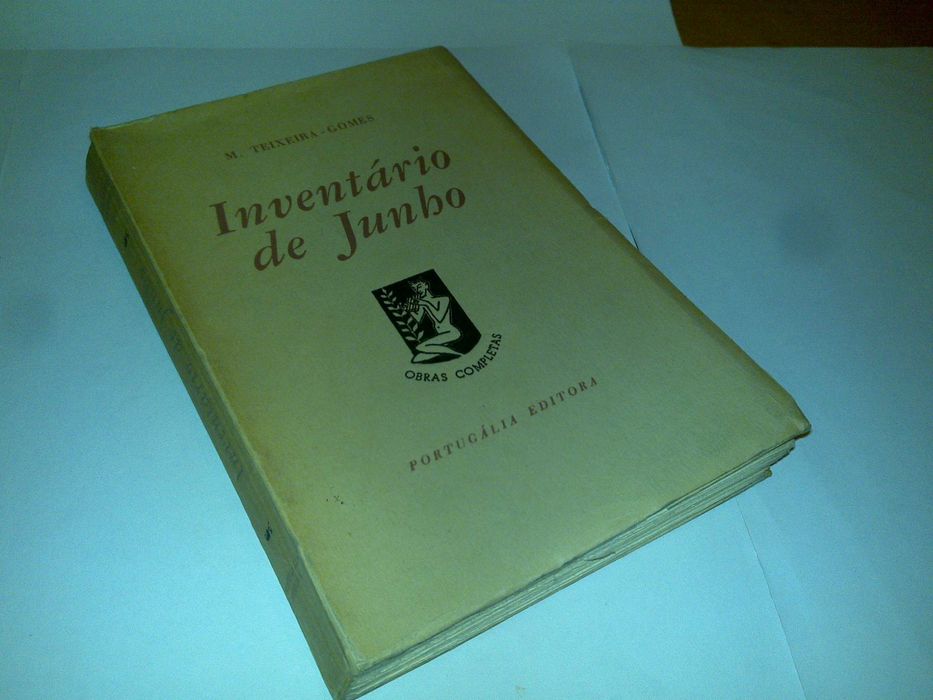 M. TEIXEIRA-GOMES
Inventário
de Junho
OBRAS COMPLETAS
PORTUGÁLIA EDITORA